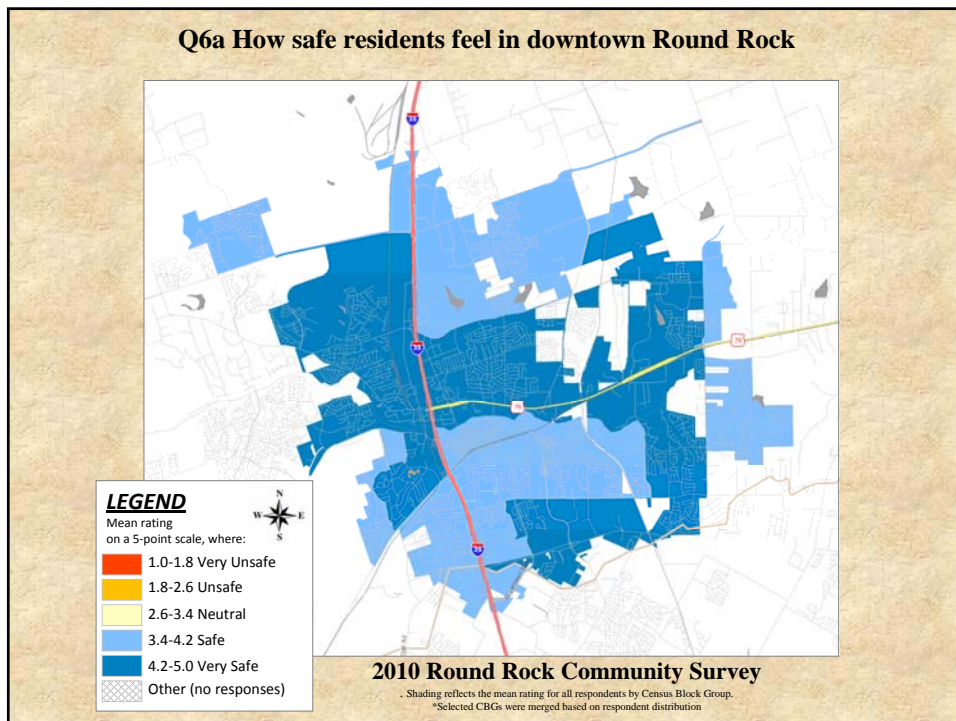 Q6a How safe residents feel in downtown Round Rock
35
35
79
79
35
LEGEND
Mean rating
on a 5-point scale, where:
N
W E
S
1.0-1.8 Very Unsafe
1.8-2.6 Unsafe
2.6-3.4 Neutral
3.4-4.2 Safe
4.2-5.0 Very Safe
Other (no responses)
2010 Round Rock Community Survey
. Shading reflects the mean rating for all respondents by Census Block Group.
*Selected CBGs were merged based on respondent distribution